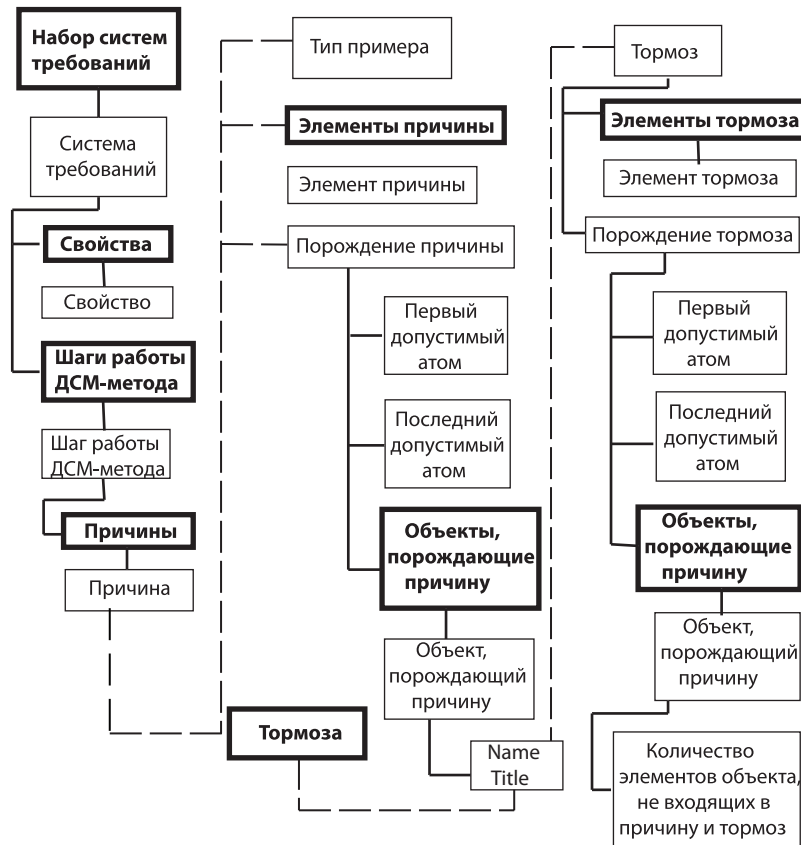 Набор систем
требований
Система
требований
Свойства
Свойство
Шаги работы
ДСМ-метода
Шаг работы
ДСМ-метода
Причины
Причина
Тип примера
Элементы причины
Элемент причины
Порождение причины
Первый
допустимый
атом
Последний
допустимый
атом
Объекты,
порождающие
причину
Объект,
порождающий
причину
Name
Title
Тормоза
Тормоз
Элементы тормоза
Элемент тормоза
Порождение тормоза
Первый
допустимый
атом
Последний
допустимый
атом
Объекты,
порождающие
причину
Объект,
порождающий
причину
Количество
элементов объекта,
не входящих в
причину и тормоз